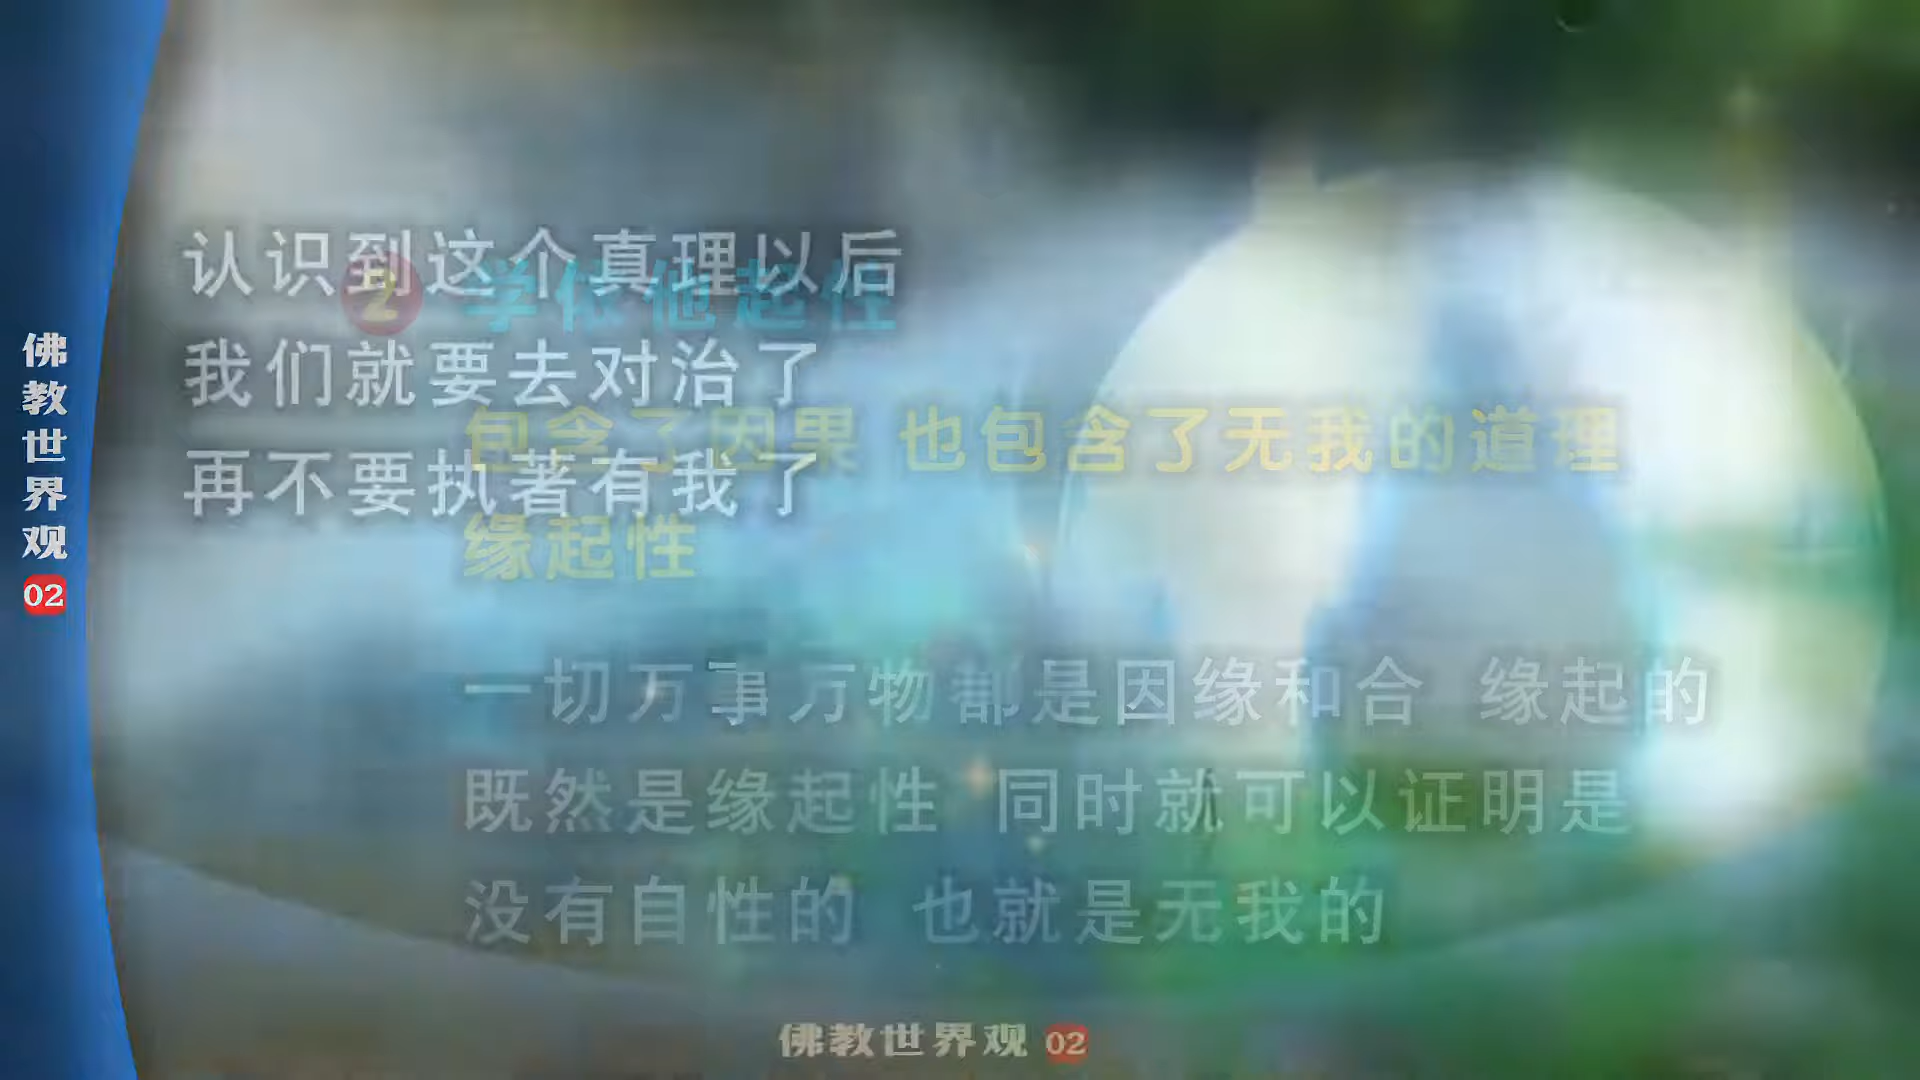 佛教世界观
02
认识到这个真理以后
我们就要去对治了
再不要执著有我了
2 学依他起性
包含了因果 也包含了无我的道理
缘起性
一切万事万物都是因缘和合 缘起的
既然是缘起性 同时就可以证明是
没有自性的 也就是无我的
佛教世界观 02